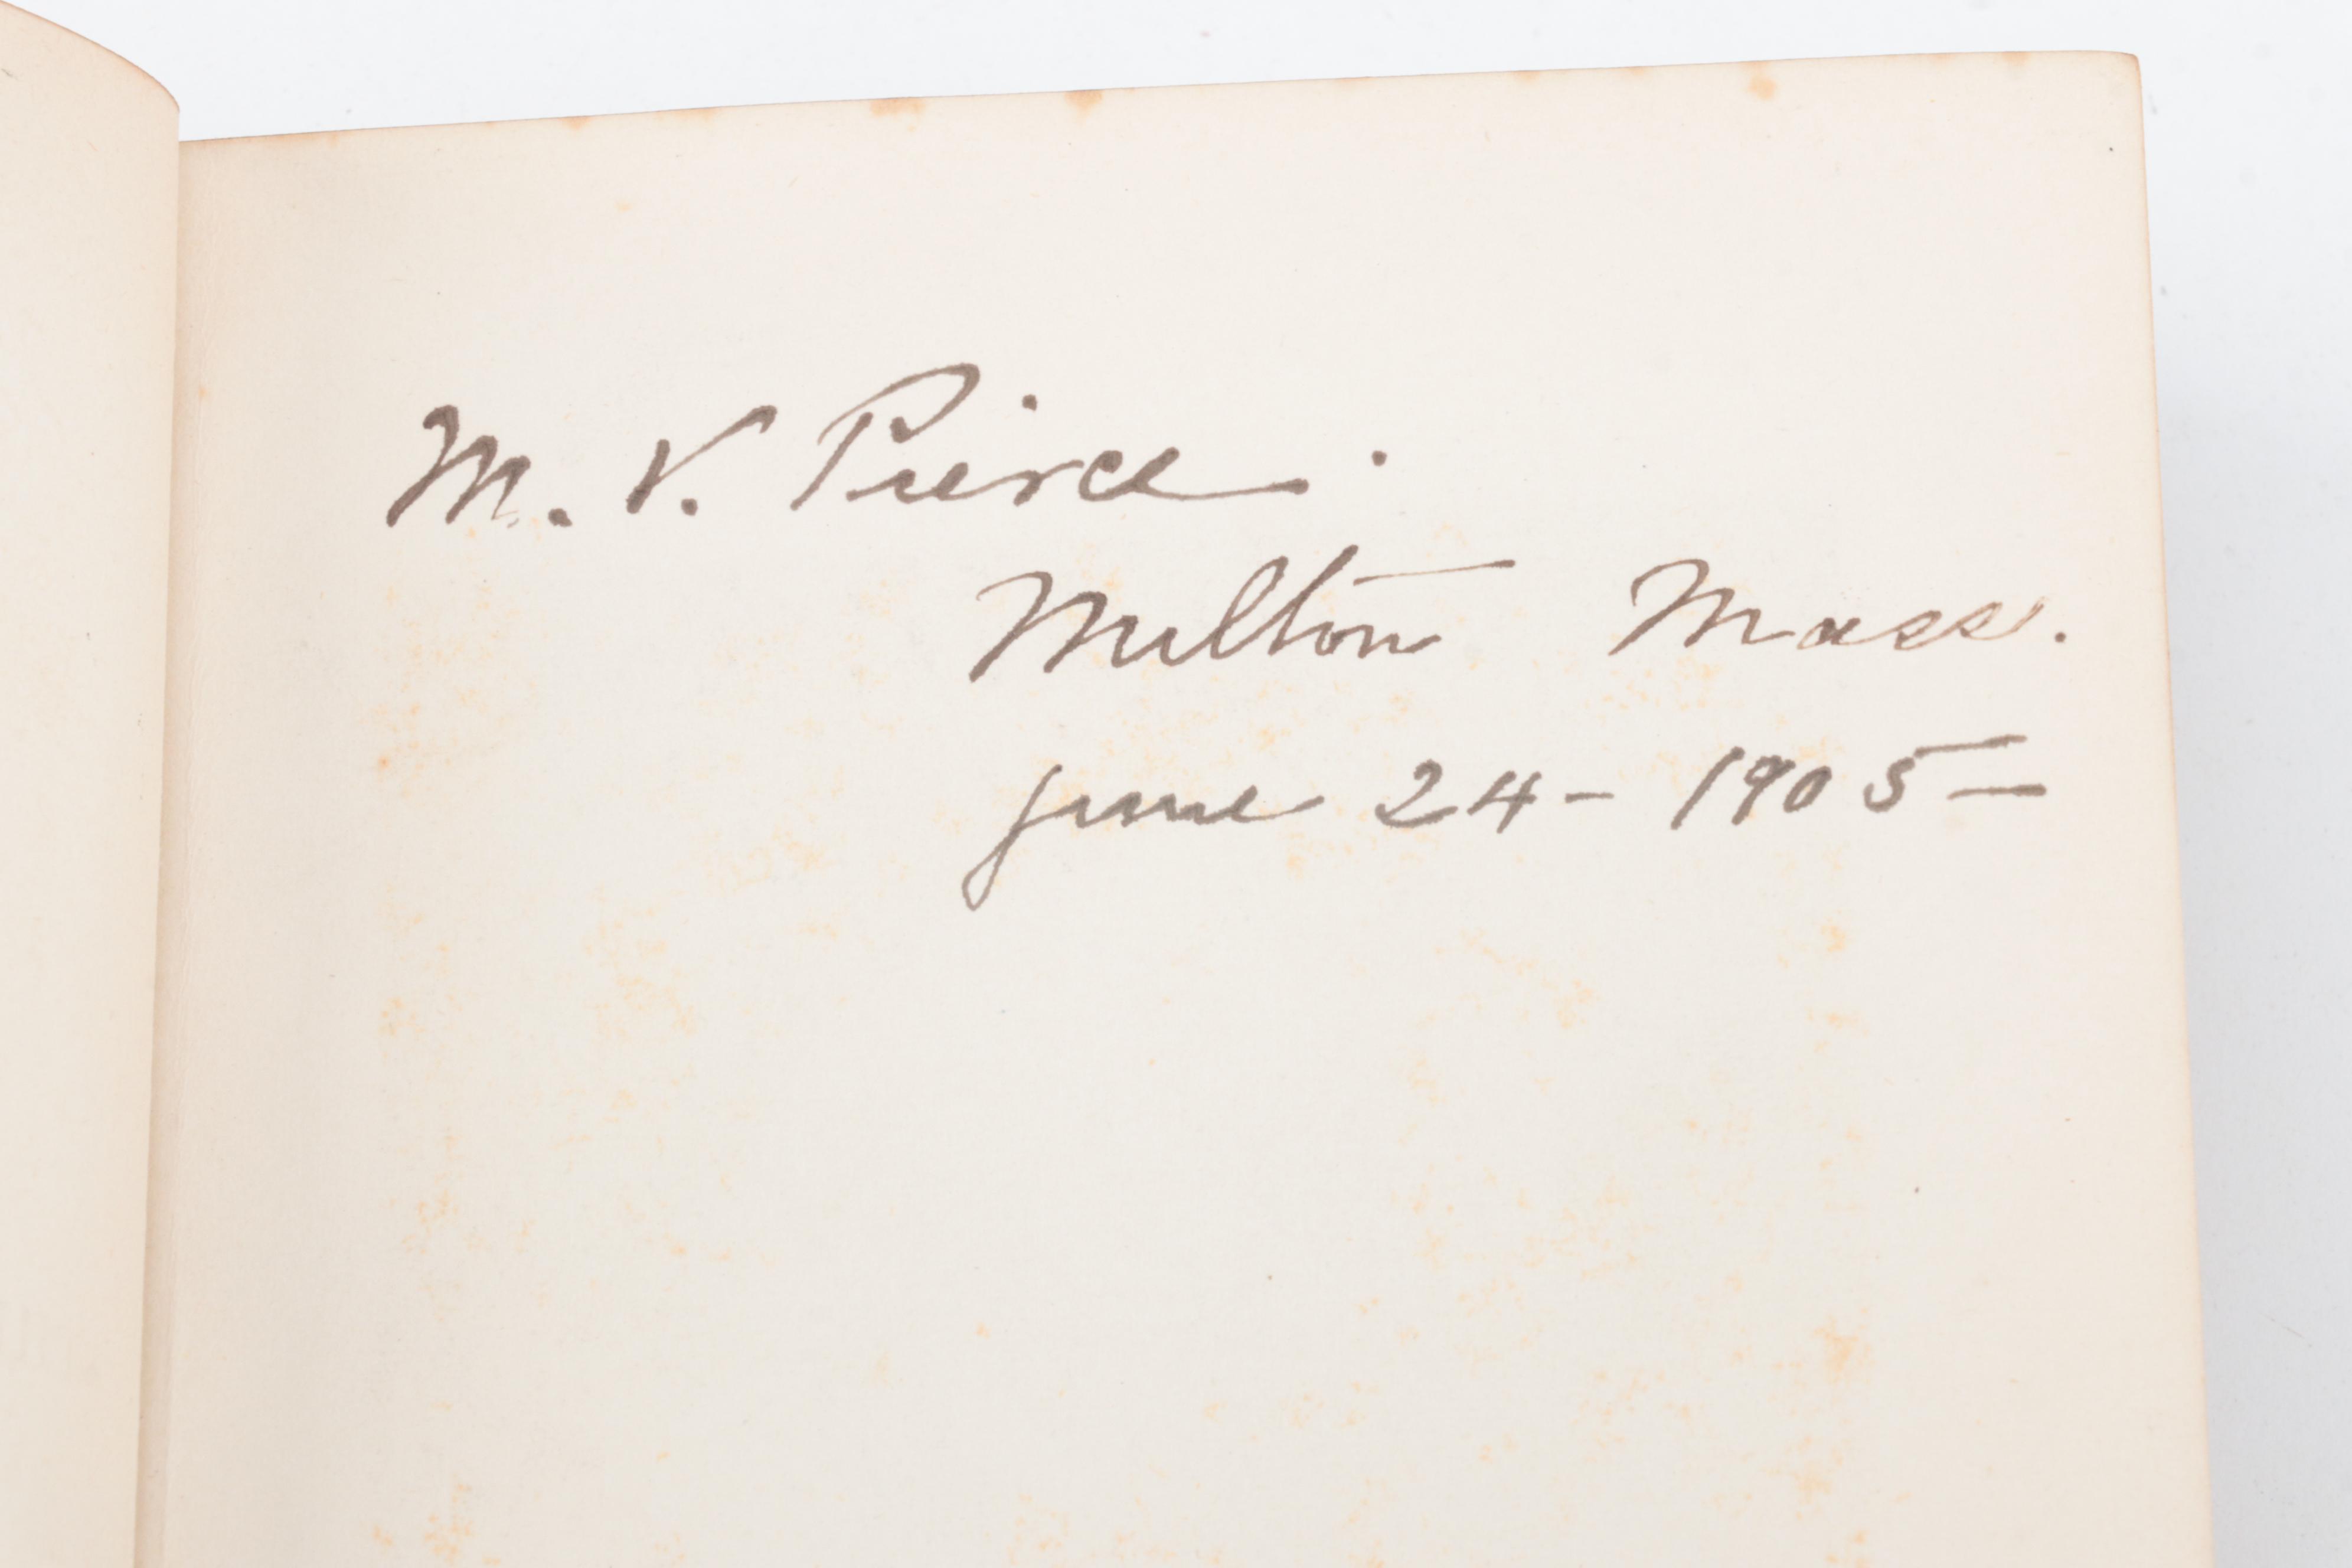 M. V. Pierce.
Milton Mass.
June 24 - 1905 -